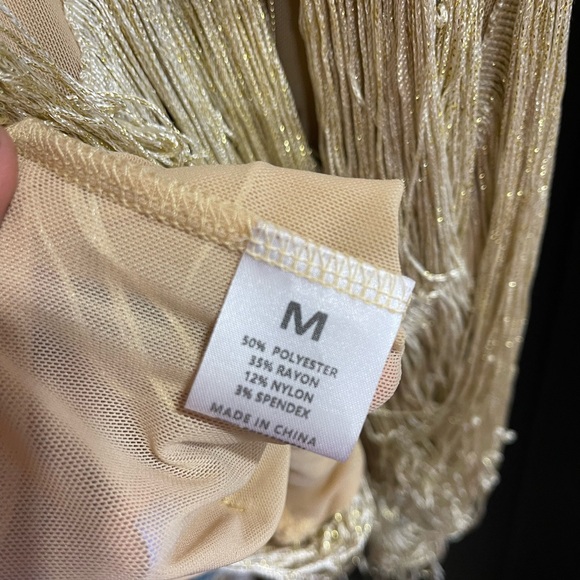 M
50% POLYESTER
35% RAYON
12% NYLON
3% SPENDEX
MADE IN CHINA